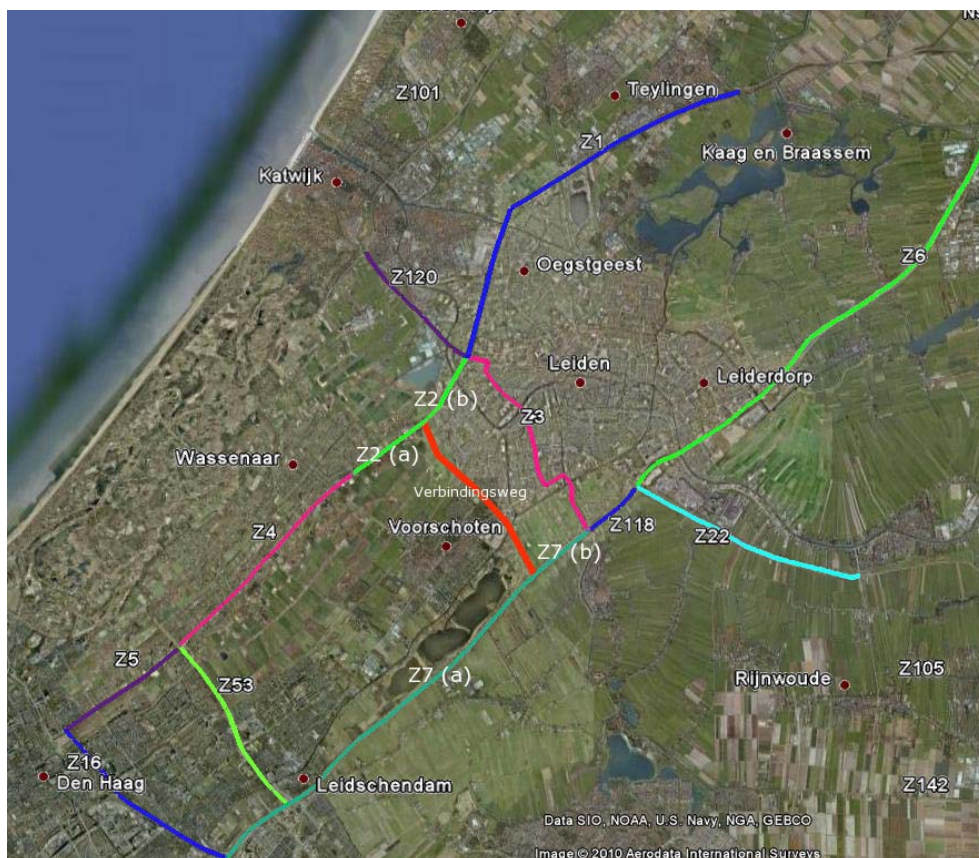 Z101
Teylingen
Z1
Kaag en Braassem
Katwijk
Z6
Oegstgeest
Z120
Leiden
Leiderdorp
Z2 (b)
Z3
Z2 (a)
Wassenaar
Verbindingsweg
Z4
Voorschoten
Z118
Z22
Z7 (b)
Z5
Z53
Z7 (a)
Rijnwoude
Z105
Z16
Den Haag
Leidschendam
Z142
Data SIO, NOAA, U.S. Navy, NGA, GEBCO
Image © 2010 Aerodata International Surveys